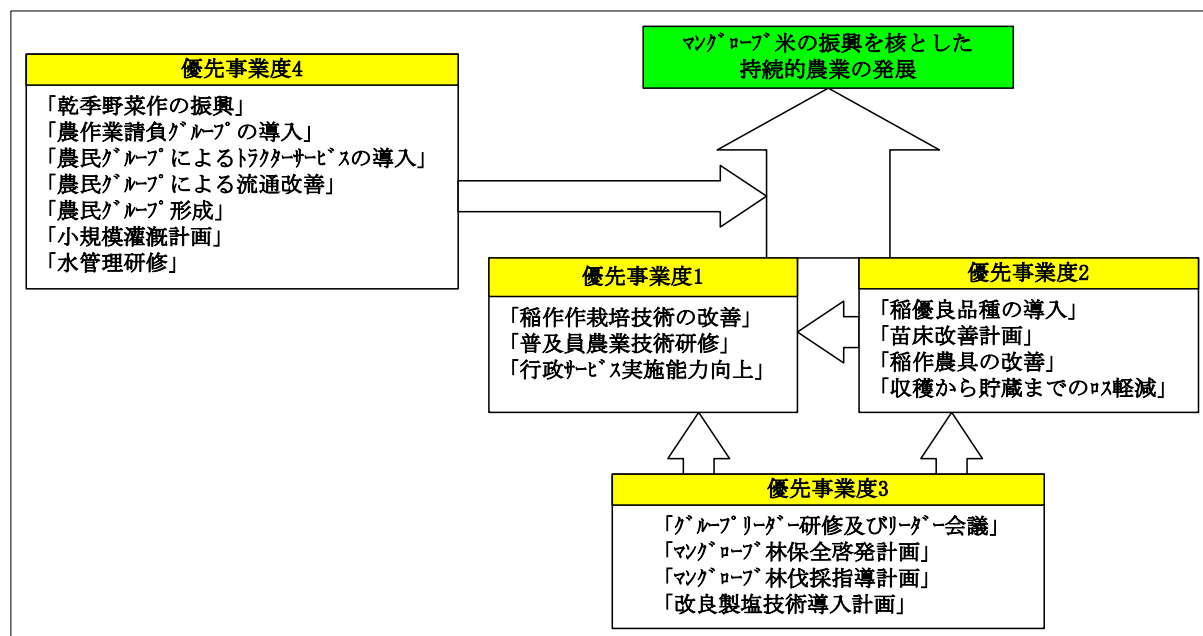 ﾏﾝｸﾞﾛｰﾌﾞ米の振興を核とした
持続的農業の発展
優先事業度4
「乾季野菜作の振興」
「農作業請負ｸﾞﾙｰﾌﾟの導入」
「農民ｸﾞﾙｰﾌﾟによるﾄﾗｸﾀｰｻｰﾋﾞｽの導入」
「農民ｸﾞﾙｰﾌﾟによる流通改善」
「農民ｸﾞﾙｰﾌﾟ形成」
「小規模灌漑計画」
「水管理研修」
優先事業度1
「稲作作栽培技術の改善」
「普及員農業技術研修」
「行政ｻｰﾋﾞｽ実施能力向上」
優先事業度2
「稲優良品種の導入」
「苗床改善計画」
「稲作農具の改善」
「収穫から貯蔵までのﾛｽ軽減」
優先事業度3
「ｸﾞﾙｰﾌﾟﾘｰﾀﾞｰ研修及びﾘｰﾀﾞｰ会議」
「ﾏﾝｸﾞﾛｰﾌﾞ林保全啓発計画」
「ﾏﾝｸﾞﾛｰﾌﾞ林伐採指導計画」
「改良製塩技術導入計画」